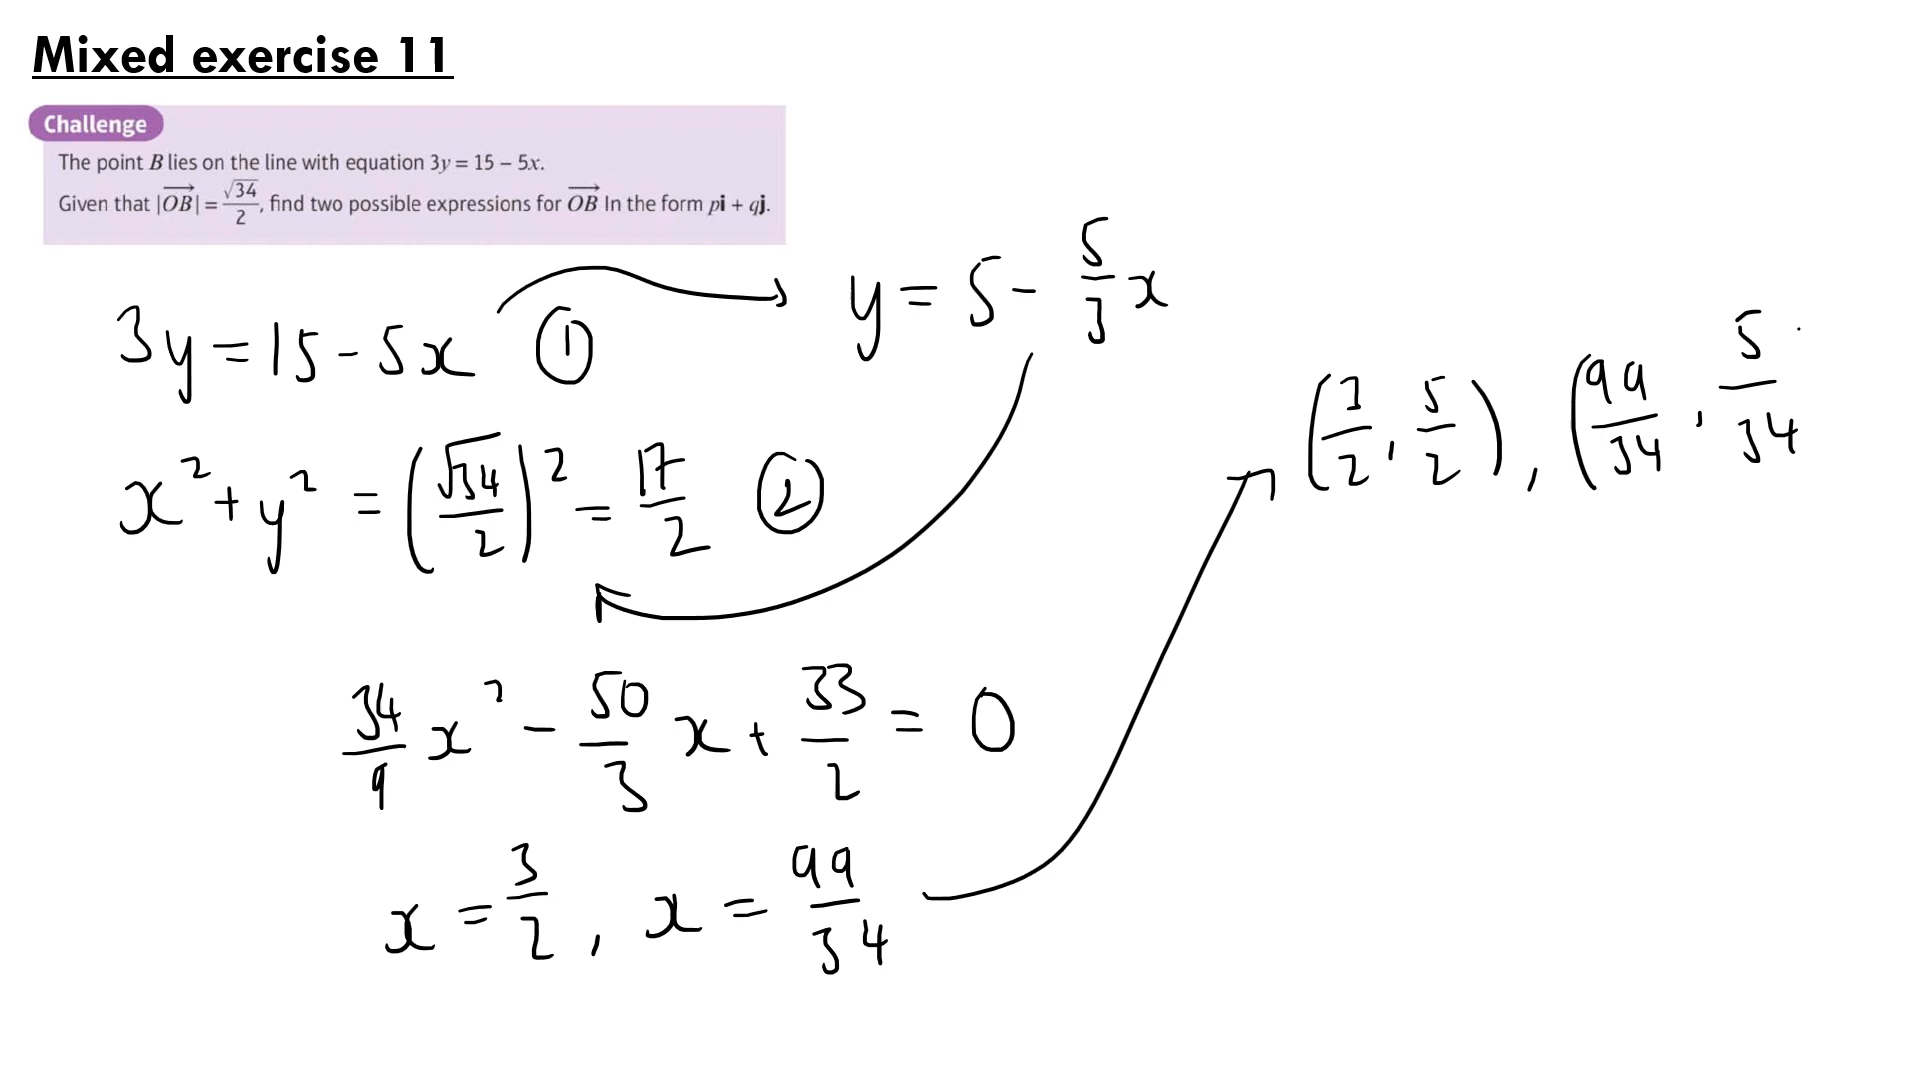 Mixed exercise 11
Challenge
The point B lies on the line with equation 3y = 15 – 5x.
Given that |OB→| = √34/2, find two possible expressions for OB→ In the form pi + qj.
3y = 15 - 5x ①
y = 5 - 5/3 x
x² + y² = (√34/2)² = 17/2 ②
34/9 x² - 50/3 x + 33/2 = 0
x = 3/2, x = 99/34
(3/2, 5/2), (99/34, 5/34